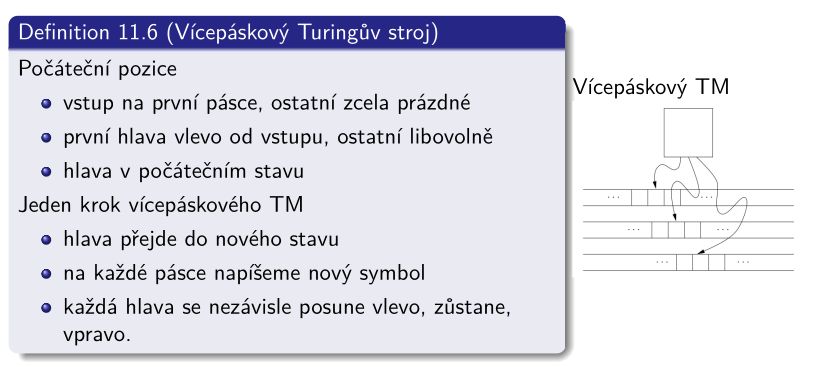 Definition 11.6 (Vícepáskový Turingův stroj)
Počáteční pozice
vstup na první pásce, ostatní zcela prázdné
první hlava vlevo od vstupu, ostatní libovolně
hlava v počátečním stavu
Jeden krok vícepáskového TM
hlava přejde do nového stavu
na každé pásce napíšeme nový symbol
každá hlava se nezávisle posune vlevo, zůstane,
vpravo.
Vícepáskový TM
... ...
... ...
... ...